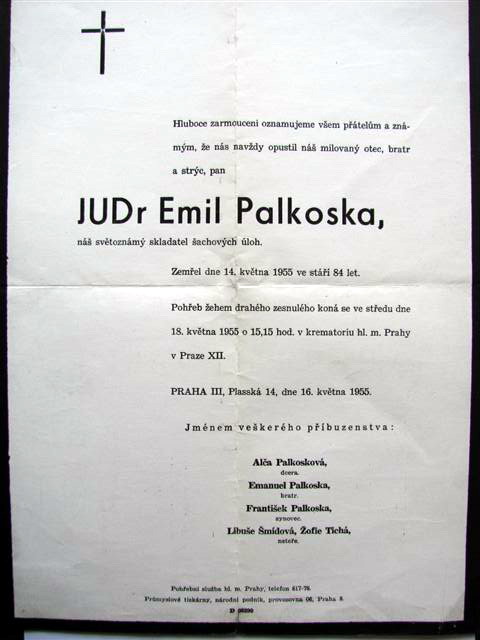 Hluboce zarmouceni oznamujeme všem přátelům a zná-
mým, že nás navždy opustil náš milovaný otec, bratr
a strýc, pan
JUDr Emil Palkoska,
náš světoznámý skladatel šachových úloh.
Zemřel dne 14. května 1955 ve stáří 84 let.
Pohřeb žehem drahého zesnulého koná se ve středu dne
18. května 1955 o 15,15 hod. v krematoriu hl. m. Prahy
v Praze XII.
PRAHA III, Plasská 14, dne 16. května 1955.
Jménem veškerého příbuzenstva:
Alča Palkosková,
dcera.
Emanuel Palkoska,
bratr.
František Palkoska,
synovec.
Libuše Šmídová, Žofie Tichá,
neteře.
Pohřební služba hl. m. Prahy, telefon 617-78.
Průmyslové tiskárny, národní podnik, provozovna 06, Praha 8.
D